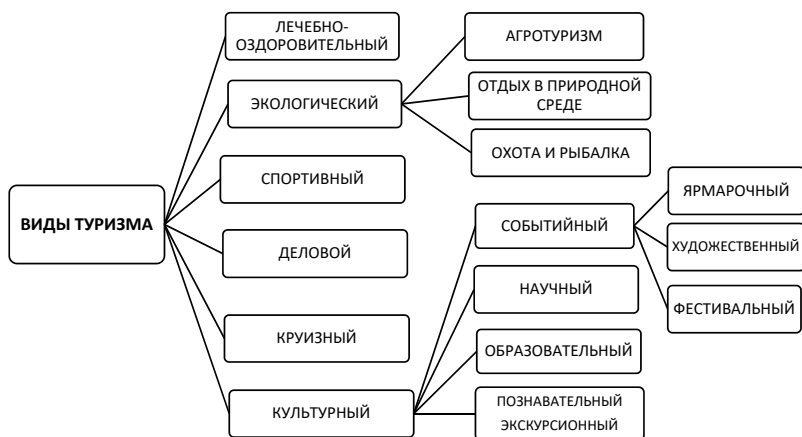 ВИДЫ ТУРИЗМА
ЛЕЧЕБНО-
ОЗДОРОВИТЕЛЬНЫЙ
ЭКОЛОГИЧЕСКИЙ
СПОРТИВНЫЙ
ДЕЛОВОЙ
КРУИЗНЫЙ
КУЛЬТУРНЫЙ
АГРОТУРИЗМ
ОТДЫХ В ПРИРОДНОЙ
СРЕДЕ
ОХОТА И РЫБАЛКА
СОБЫТИЙНЫЙ
НАУЧНЫЙ
ОБРАЗОВАТЕЛЬНЫЙ
ПОЗНАВАТЕЛЬНЫЙ
ЭКСКУРСИОННЫЙ
ЯРМАРОЧНЫЙ
ХУДОЖЕСТВЕННЫЙ
ФЕСТИВАЛЬНЫЙ